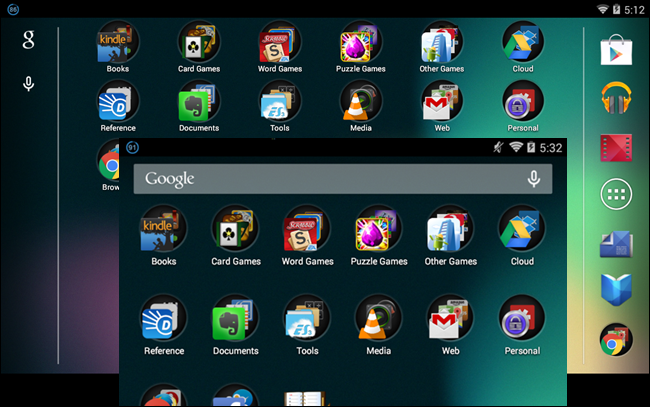 86 5:12
g
Books Card Games Word Games Puzzle Games Other Games Cloud
Reference Documents Tools Media Web Personal
Brow
91 5:32
Google
kindle SCRABBLE
Books Card Games Word Games Puzzle Games Other Games Cloud
Reference Documents Tools Media Web Personal